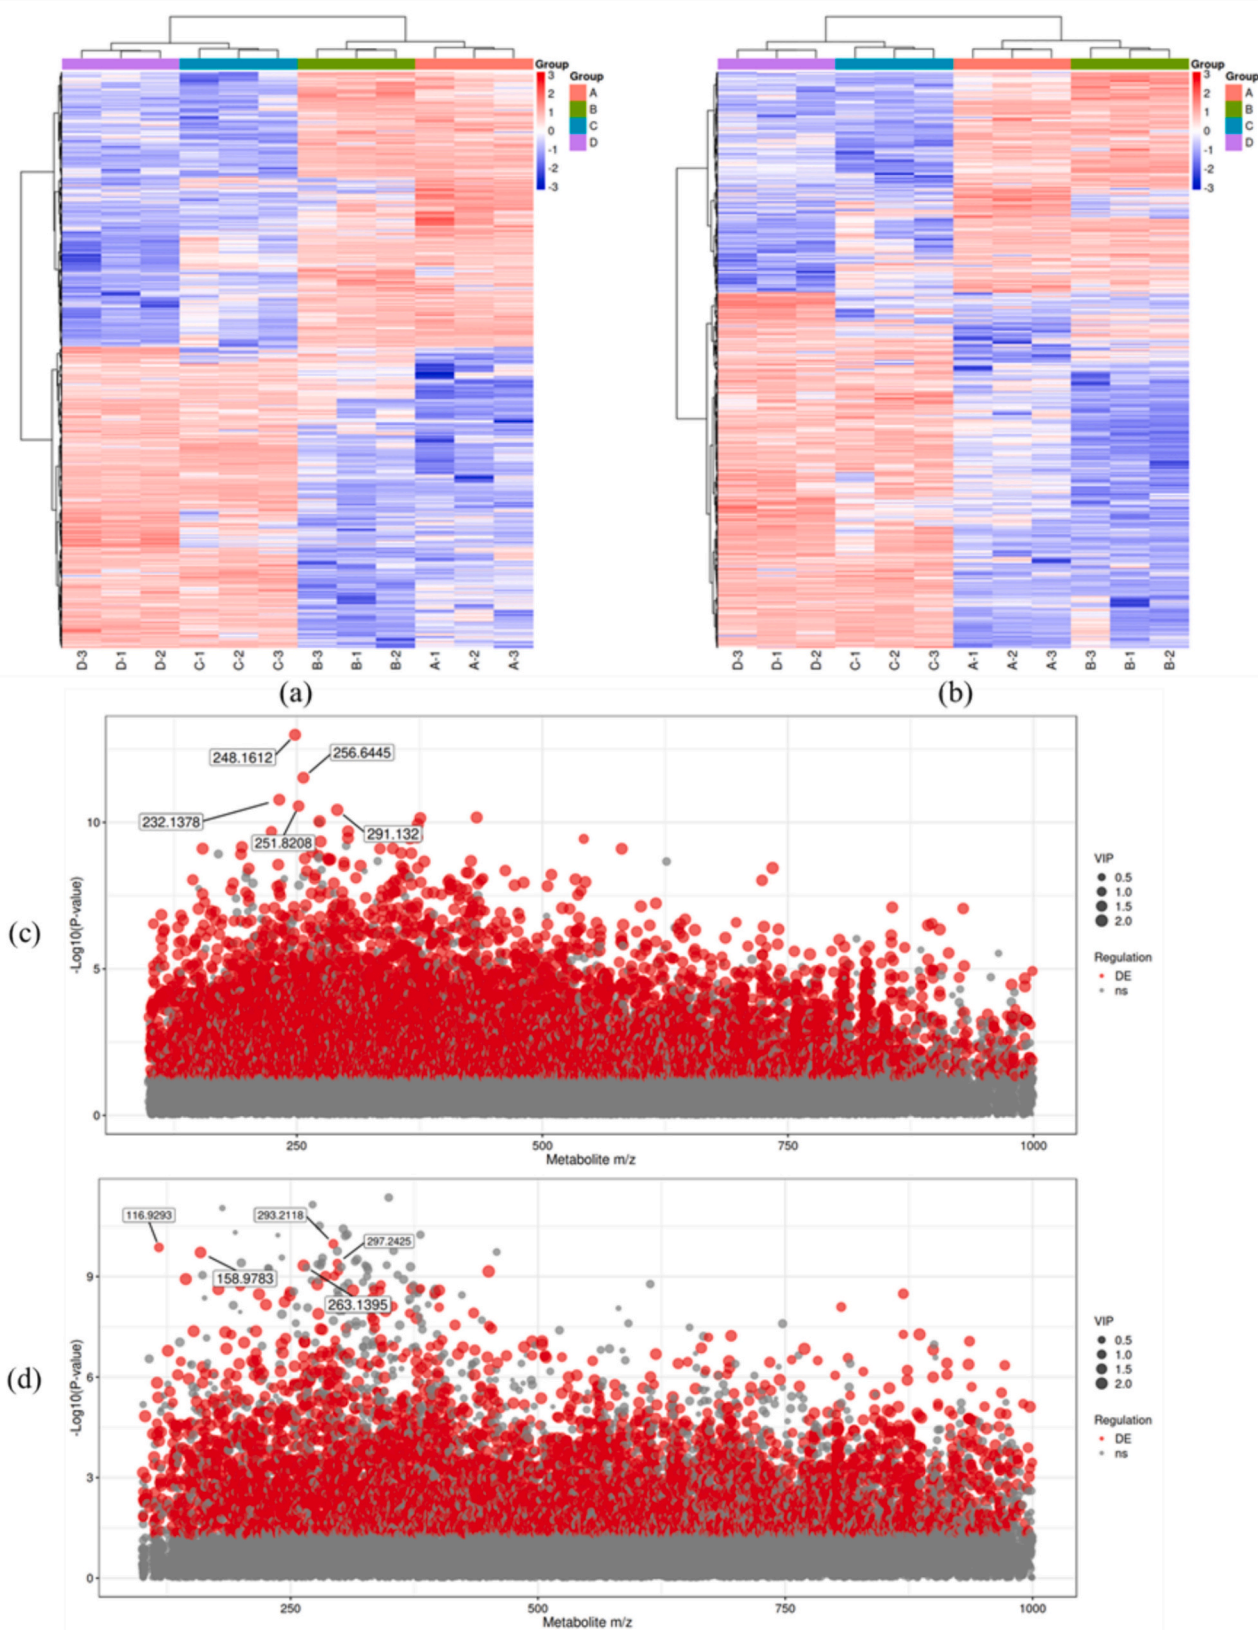 Group
3
2
1
0
-1
-2
-3
Group
A
B
C
D
D-3 D-1 D-2 C-1 C-2 C-3 B-3 B-1 B-2 A-1 A-2 A-3
(a)
Group
3
2
1
0
-1
-2
-3
Group
A
B
C
D
D-3 D-1 D-2 C-1 C-2 C-3 A-1 A-2 A-3 B-3 B-1 B-2
(b)
(c)
-Log10(P-value)
10
5
0
248.1612
256.6445
232.1378
251.8208
291.132
250 500 750 1000
Metabolite m/z
VIP
0.5
1.0
1.5
2.0
Regulation
DE
ns
(d)
-Log10(P-value)
9
6
3
0
116.9293
293.2118
297.2425
158.9783
263.1395
250 500 750 1000
Metabolite m/z
VIP
0.5
1.0
1.5
2.0
Regulation
DE
ns